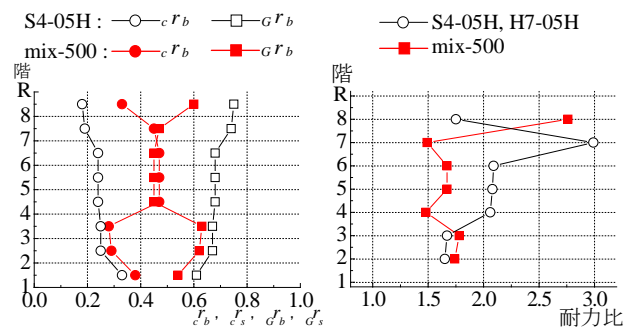 S4-05H : c r b G r b
mix-500 : c r b G r b
階
R
8
7
6
5
4
3
2
1
0.0 0.2 0.4 0.6 0.8 1.0
c r b , c r s , G r b , G r s
S4-05H, H7-05H
mix-500
階
R
8
7
6
5
4
3
2
1
1.0 1.5 2.0 2.5 3.0
耐力比